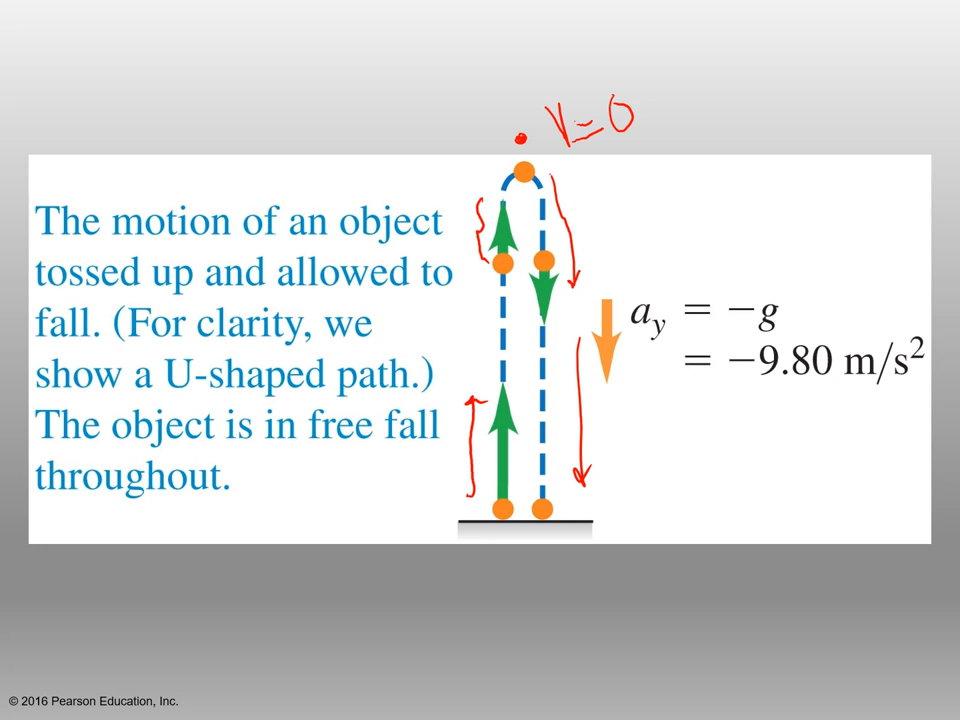 V=0
The motion of an object
tossed up and allowed to
fall. (For clarity, we
show a U-shaped path.)
The object is in free fall
throughout.
aᵧ = −g
= −9.80 m/s²
© 2016 Pearson Education, Inc.